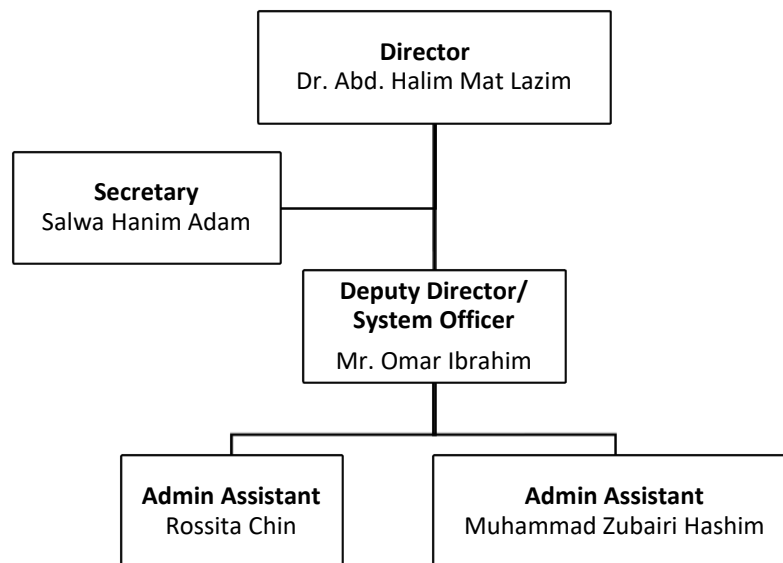 Director
Dr. Abd. Halim Mat Lazim
Secretary
Salwa Hanim Adam
Deputy Director/
System Officer
Mr. Omar Ibrahim
Admin Assistant
Rossita Chin
Admin Assistant
Muhammad Zubairi Hashim